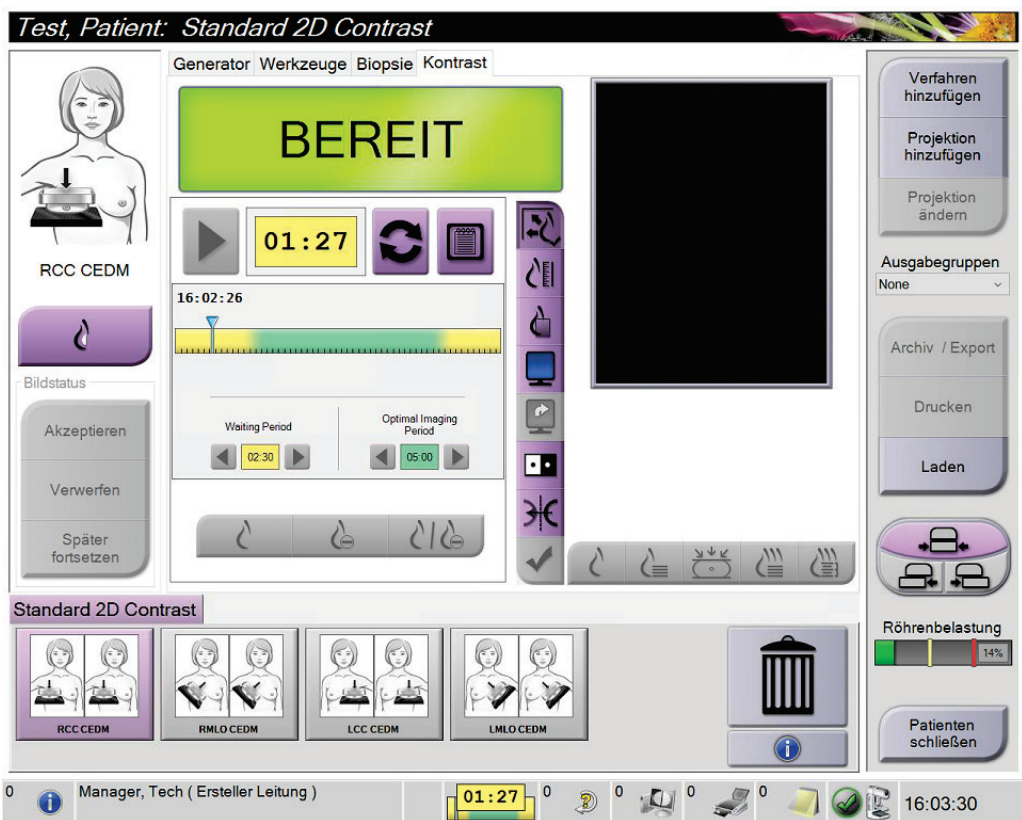 Test, Patient: Standard 2D Contrast
Generator Werkzeuge Biopsie Kontrast
BEREIT
01:27
16:02:26
Waiting Period
02:30
Optimal Imaging
Period
05:00
RCC CEDM
Bildstatus
Akzeptieren
Verwerfen
Später
fortsetzen
Verfahren
hinzufügen
Projektion
hinzufügen
Projektion
ändern
Ausgabegruppen
None
Archiv / Export
Drucken
Laden
Röhrenbelastung
14%
Patienten
schließen
Standard 2D Contrast
RCC CEDM
RMLO CEDM
LCC CEDM
LMLO CEDM
0
Manager, Tech ( Ersteller Leitung )
01:27
0
0
0
0
16:03:30